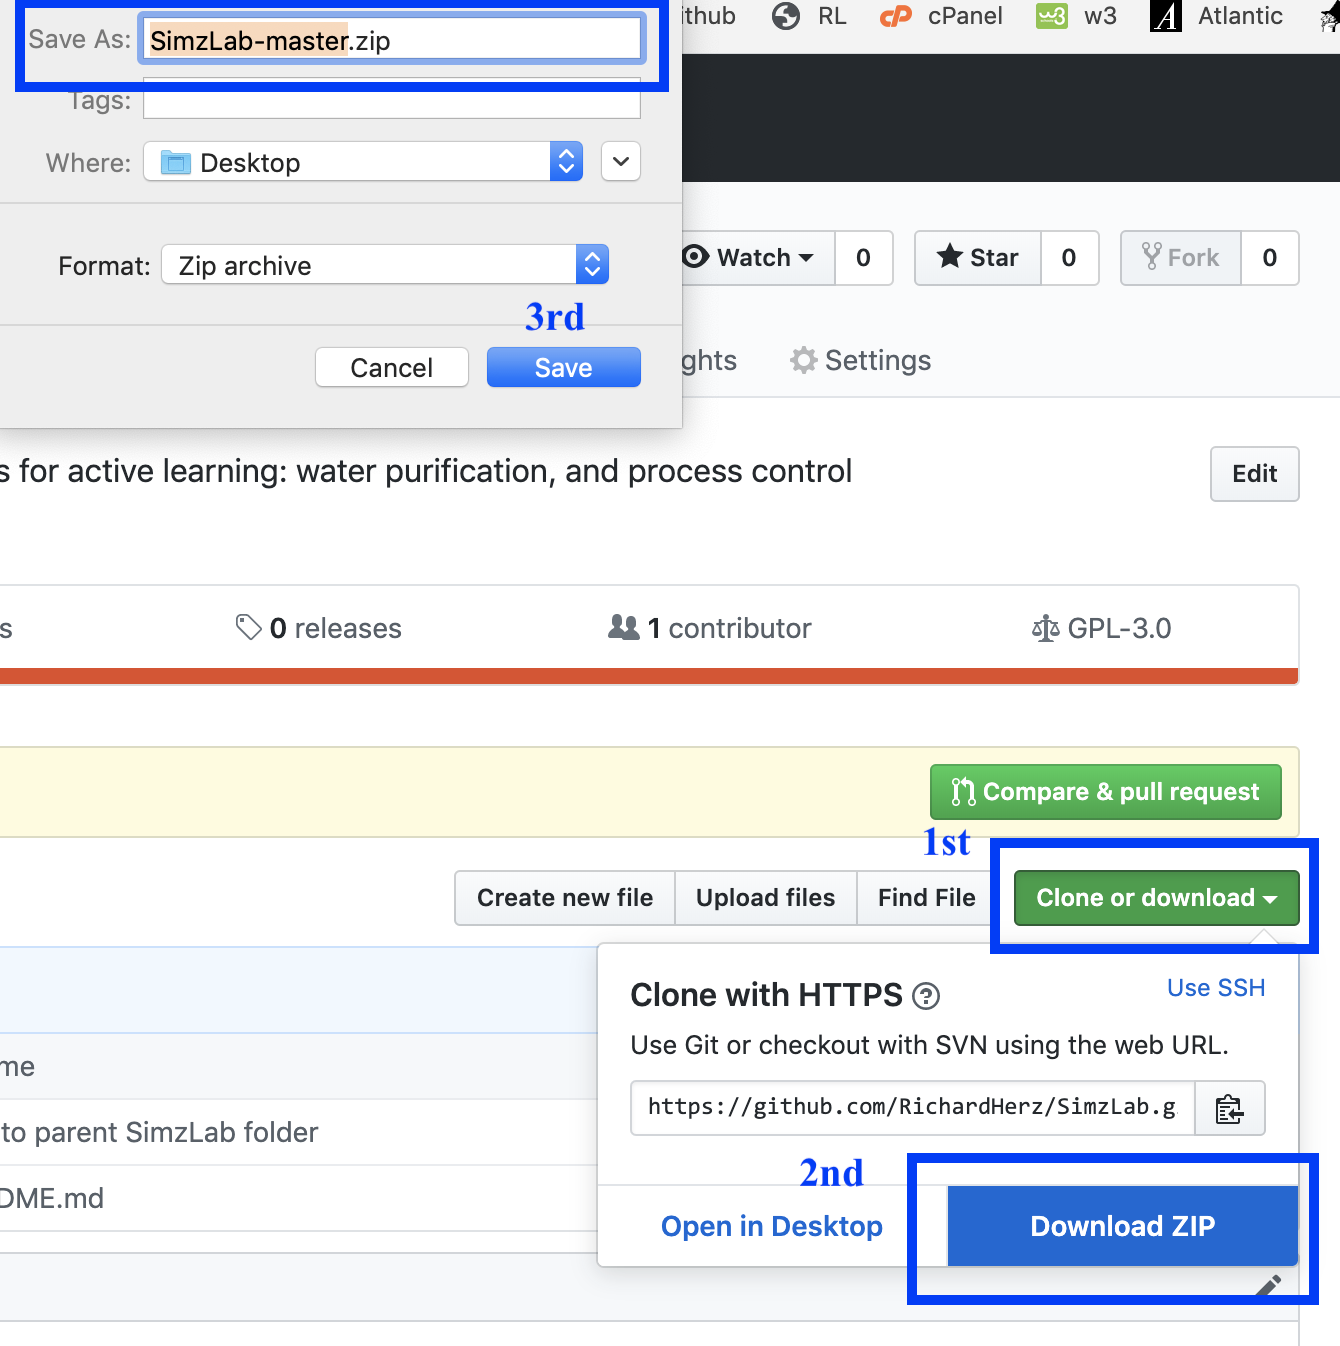 Save As: SimzLab-master.zip
Tags:
Where: Desktop
Format: Zip archive
3rd
Cancel Save
ithub RL cP cPanel w3 w3 A Atlantic
Watch 0 Star 0 Fork 0
ghts Settings
s for active learning: water purification, and process control
Edit
s 0 releases 1 contributor GPL-3.0
Compare & pull request
1st
Create new file Upload files Find File Clone or download
Clone with HTTPS ? Use SSH
Use Git or checkout with SVN using the web URL.
me
https://github.com/RichardHerz/SimzLab.g
to parent SimzLab folder
2nd
DME.md
Open in Desktop Download ZIP